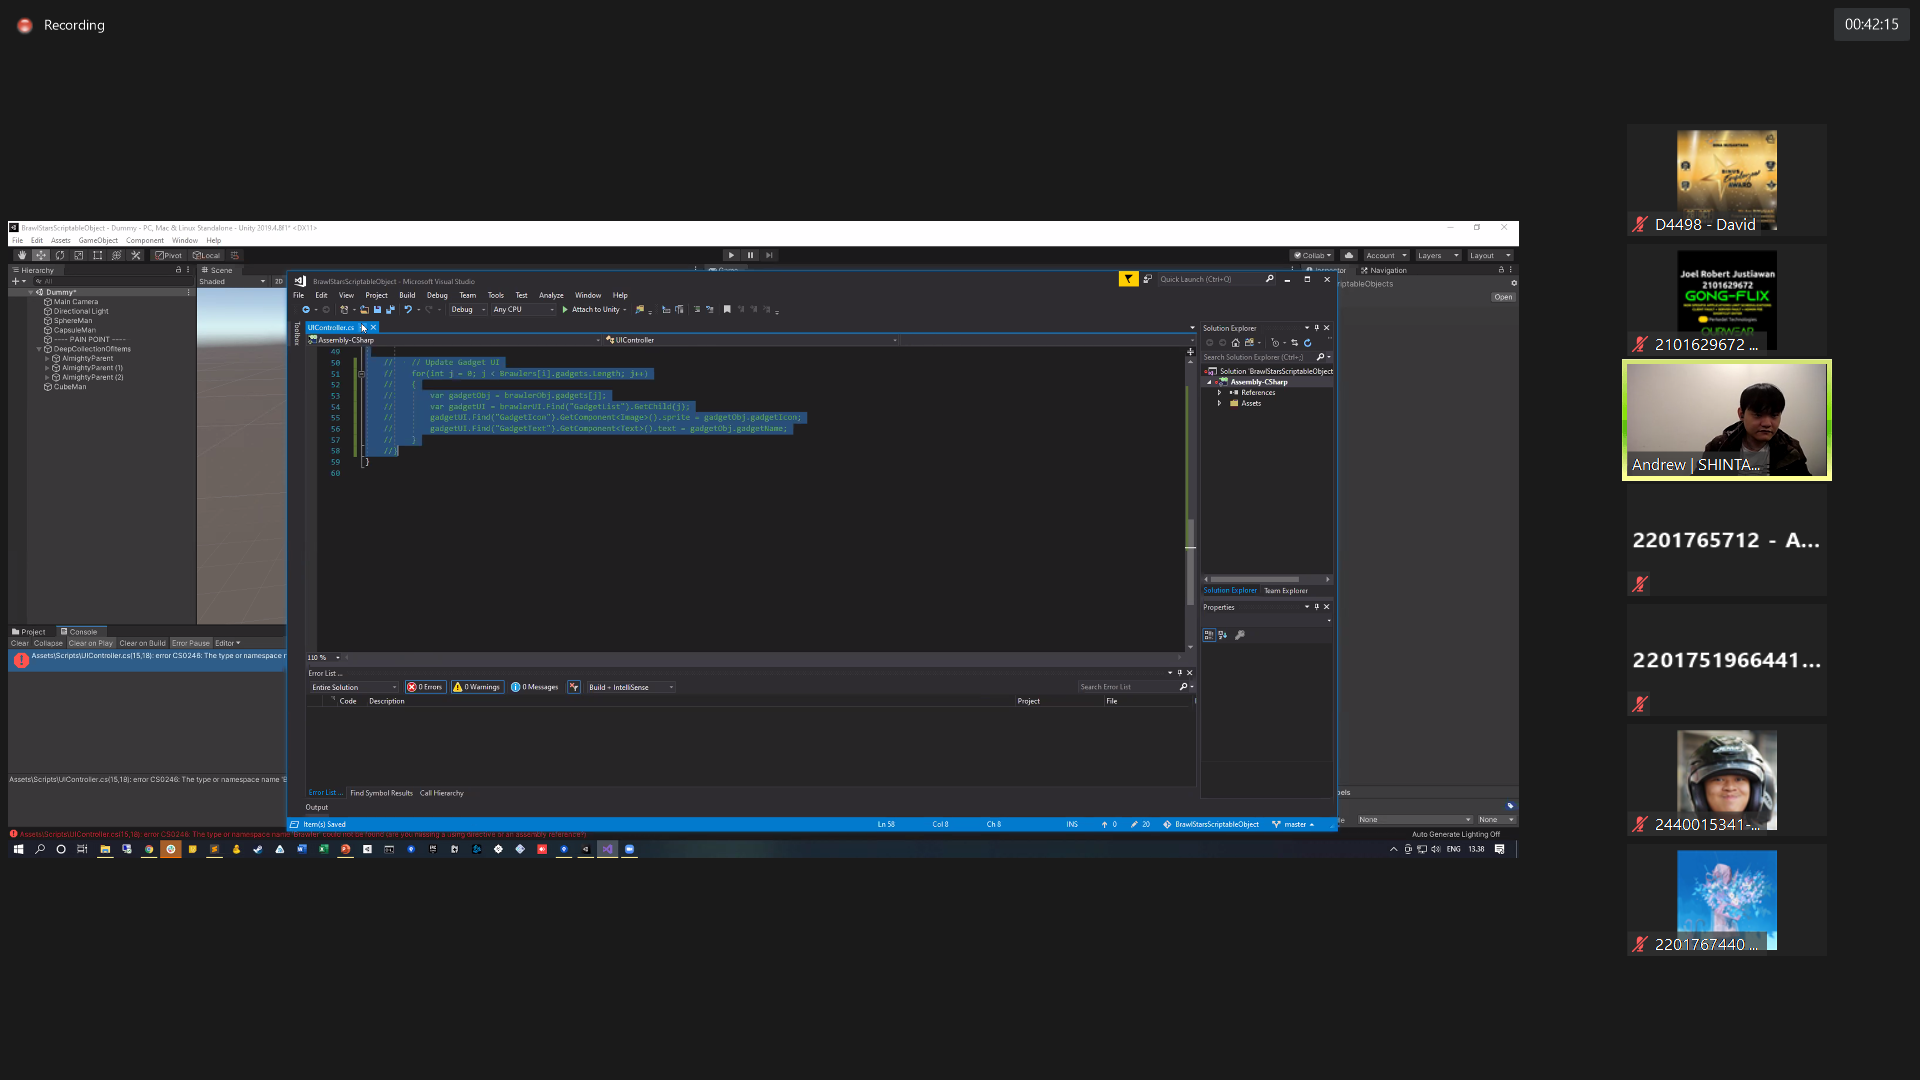 Recording
00:42:15
BrawlStarsScriptableObject - Dummy - PC, Mac & Linux Standalone - Unity 2019.4.8f1* <DX11>
File Edit Assets GameObject Component Window Help
Pivot Local
Collab Account Layers Layout
Hierarchy
Scene
Inspector Navigation
All
Shaded 2D
Open
Dummy*
Main Camera
Directional Light
SphereMan
CapsuleMan
---- PAIN POINT ----
DeepCollectionOfItems
AlmightyParent
AlmightyParent (1)
AlmightyParent (2)
CubeMan
BrawlStarsScriptableObject - Microsoft Visual Studio
Quick Launch (Ctrl+Q)
File Edit View Project Build Debug Team Tools Test Analyze Window Help
Debug Any CPU Attach to Unity
Toolbox
UIController.cs
Assembly-CSharp UIController
49
50 // // Update Gadget UI
51 // for(int j = 0; j < Brawlers[i].gadgets.Length; j++)
52 // {
53 // var gadgetObj = brawlerObj.gadgets[j];
54 // var gadgetUI = brawlerUI.Find("GadgetList").GetChild(j);
55 // gadgetUI.Find("GadgetIcon").GetComponent<Image>().sprite = gadgetObj.gadgetIcon;
56 // gadgetUI.Find("GadgetText").GetComponent<Text>().text = gadgetObj.gadgetName;
57 // }
58 //}
59 }
60
110 %
Solution Explorer
Search Solution Explorer (Ctrl+;)
Solution 'BrawlStarsScriptableObject
Assembly-CSharp
References
Assets
Solution Explorer Team Explorer
Properties
Error List ...
Entire Solution 0 Errors 0 Warnings 0 Messages Build + IntelliSense
Search Error List
Code Description Project File
Error List ... Find Symbol Results Call Hierarchy
Output
Item(s) Saved Ln 58 Col 8 Ch 8 INS 0 20 BrawlStarsScriptableObject master
Project Console
Clear Collapse Clear on Play Clear on Build Error Pause Editor
Assets\Scripts\UIController.cs(15,18): error CS0246: The type or namespace n
Assets\Scripts\UIController.cs(15,18): error CS0246: The type or namespace name 'B
Assets\Scripts\UIController.cs(15,18): error CS0246: The type or namespace name 'Brawler' could not be found (are you missing a using directive or an assembly reference?)
None None
Auto Generate Lighting Off
ENG 13.38
BINUS
Employee
AWARD
D4498 - David
Joel Robert Justiawan
2101629672
GONG-FLIX
OURWEAR
2101629672 ...
Andrew | SHINTA...
2201765712 - A...
2201751966441...
2440015341-...
2201767440 ...